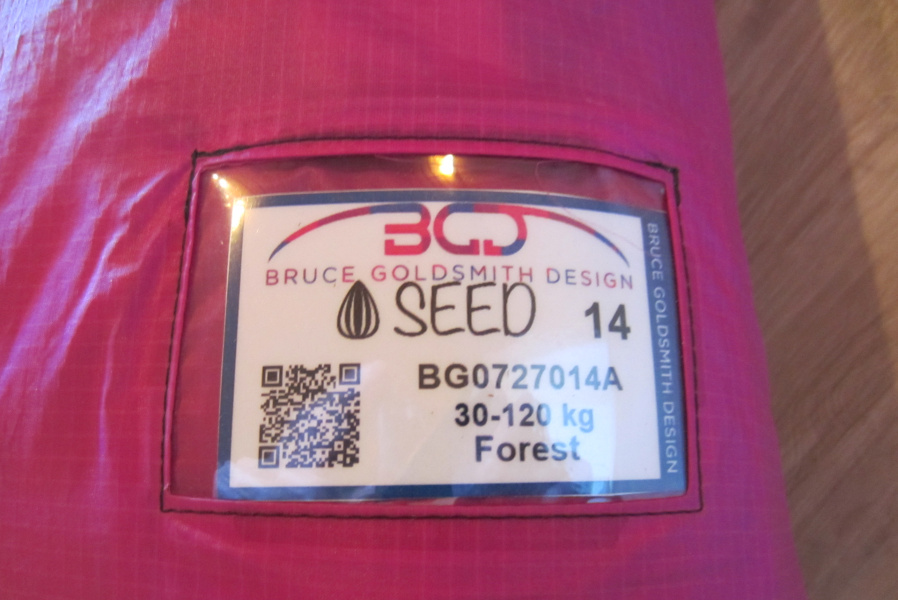 BGD
BRUCE GOLDSMITH DESIGN
SEED 14
BG0727014A
30-120 kg
Forest
BRUCE GOLDSMITH DESIGN